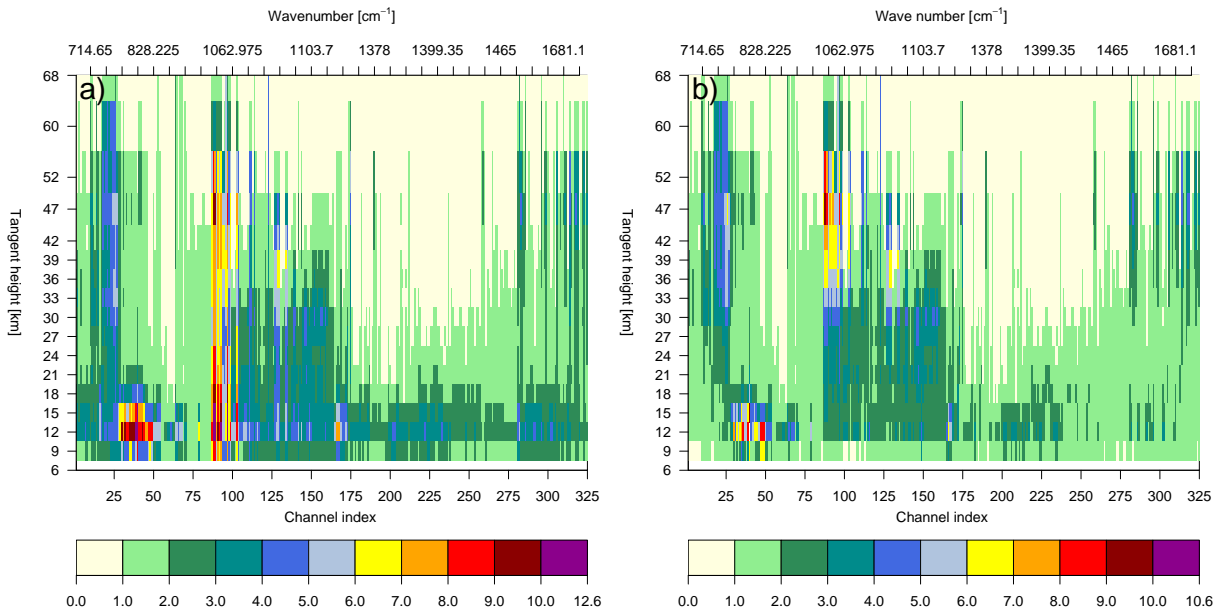 Wavenumber [cm⁻¹]
714.65 828.225 1062.975 1103.7 1378 1399.35 1465 1681.1
a)
Tangent height [km]
68
60
52
47
42
39
36
33
30
27
24
21
18
15
12
9
6
25 50 75 100 125 150 175 200 225 250 275 300 325
Channel index
0.0 1.0 2.0 3.0 4.0 5.0 6.0 7.0 8.0 9.0 10.0 12.6
Wave number [cm⁻¹]
714.65 828.225 1062.975 1103.7 1378 1399.35 1465 1681.1
b)
Tangent height [km]
68
60
52
47
42
39
36
33
30
27
24
21
18
15
12
9
6
25 50 75 100 125 150 175 200 225 250 275 300 325
Channel index
0.0 1.0 2.0 3.0 4.0 5.0 6.0 7.0 8.0 9.0 10.0 10.6